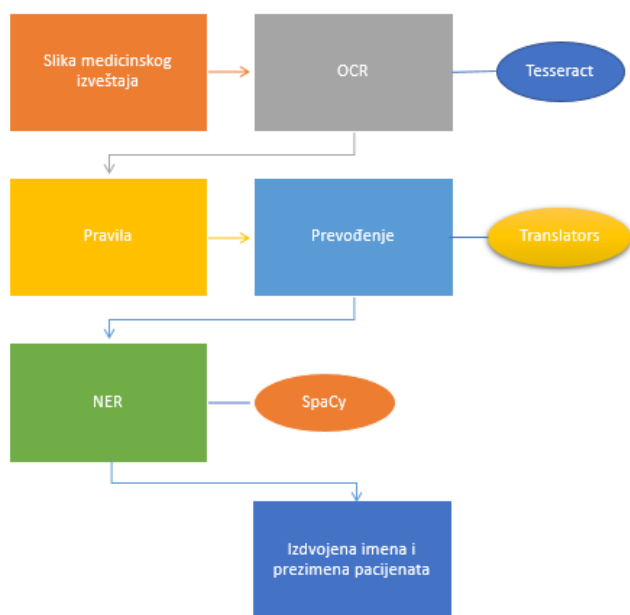 Slika medicinskog
izveštaja
OCR
Tesseract
Pravila
Prevođenje
Translators
NER
SpaCy
Izdvojena imena i
prezimena pacijenata